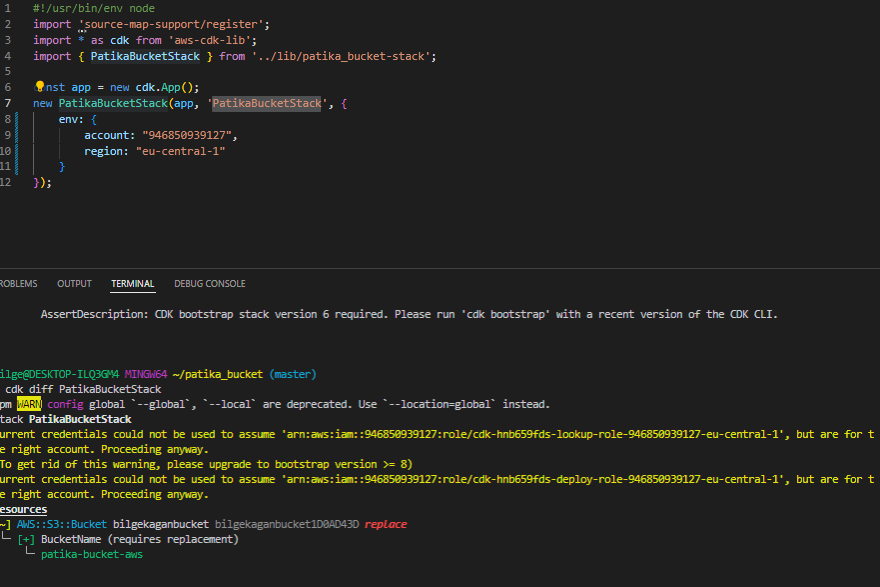 1 #!/usr/bin/env node
2 import 'source-map-support/register';
3 import * as cdk from 'aws-cdk-lib';
4 import { PatikaBucketStack } from '../lib/patika_bucket-stack';
5
6 nst app = new cdk.App();
7 new PatikaBucketStack(app, 'PatikaBucketStack', {
8 env: {
9 account: "946850939127",
10 region: "eu-central-1"
11 }
12 });
ROBLEMS OUTPUT TERMINAL DEBUG CONSOLE
AssertDescription: CDK bootstrap stack version 6 required. Please run 'cdk bootstrap' with a recent version of the CDK CLI.
ilge@DESKTOP-ILQ3GM4 MINGW64 ~/patika_bucket (master)
cdk diff PatikaBucketStack
pm WARN config global `--global`, `--local` are deprecated. Use `--location=global` instead.
tack PatikaBucketStack
urrent credentials could not be used to assume 'arn:aws:iam::946850939127:role/cdk-hnb659fds-lookup-role-946850939127-eu-central-1', but are for t
e right account. Proceeding anyway.
To get rid of this warning, please upgrade to bootstrap version >= 8)
urrent credentials could not be used to assume 'arn:aws:iam::946850939127:role/cdk-hnb659fds-deploy-role-946850939127-eu-central-1', but are for t
e right account. Proceeding anyway.
esources
~] AWS::S3::Bucket bilgekaganbucket bilgekaganbucket1D0AD43D replace
└─ [+] BucketName (requires replacement)
└─ patika-bucket-aws